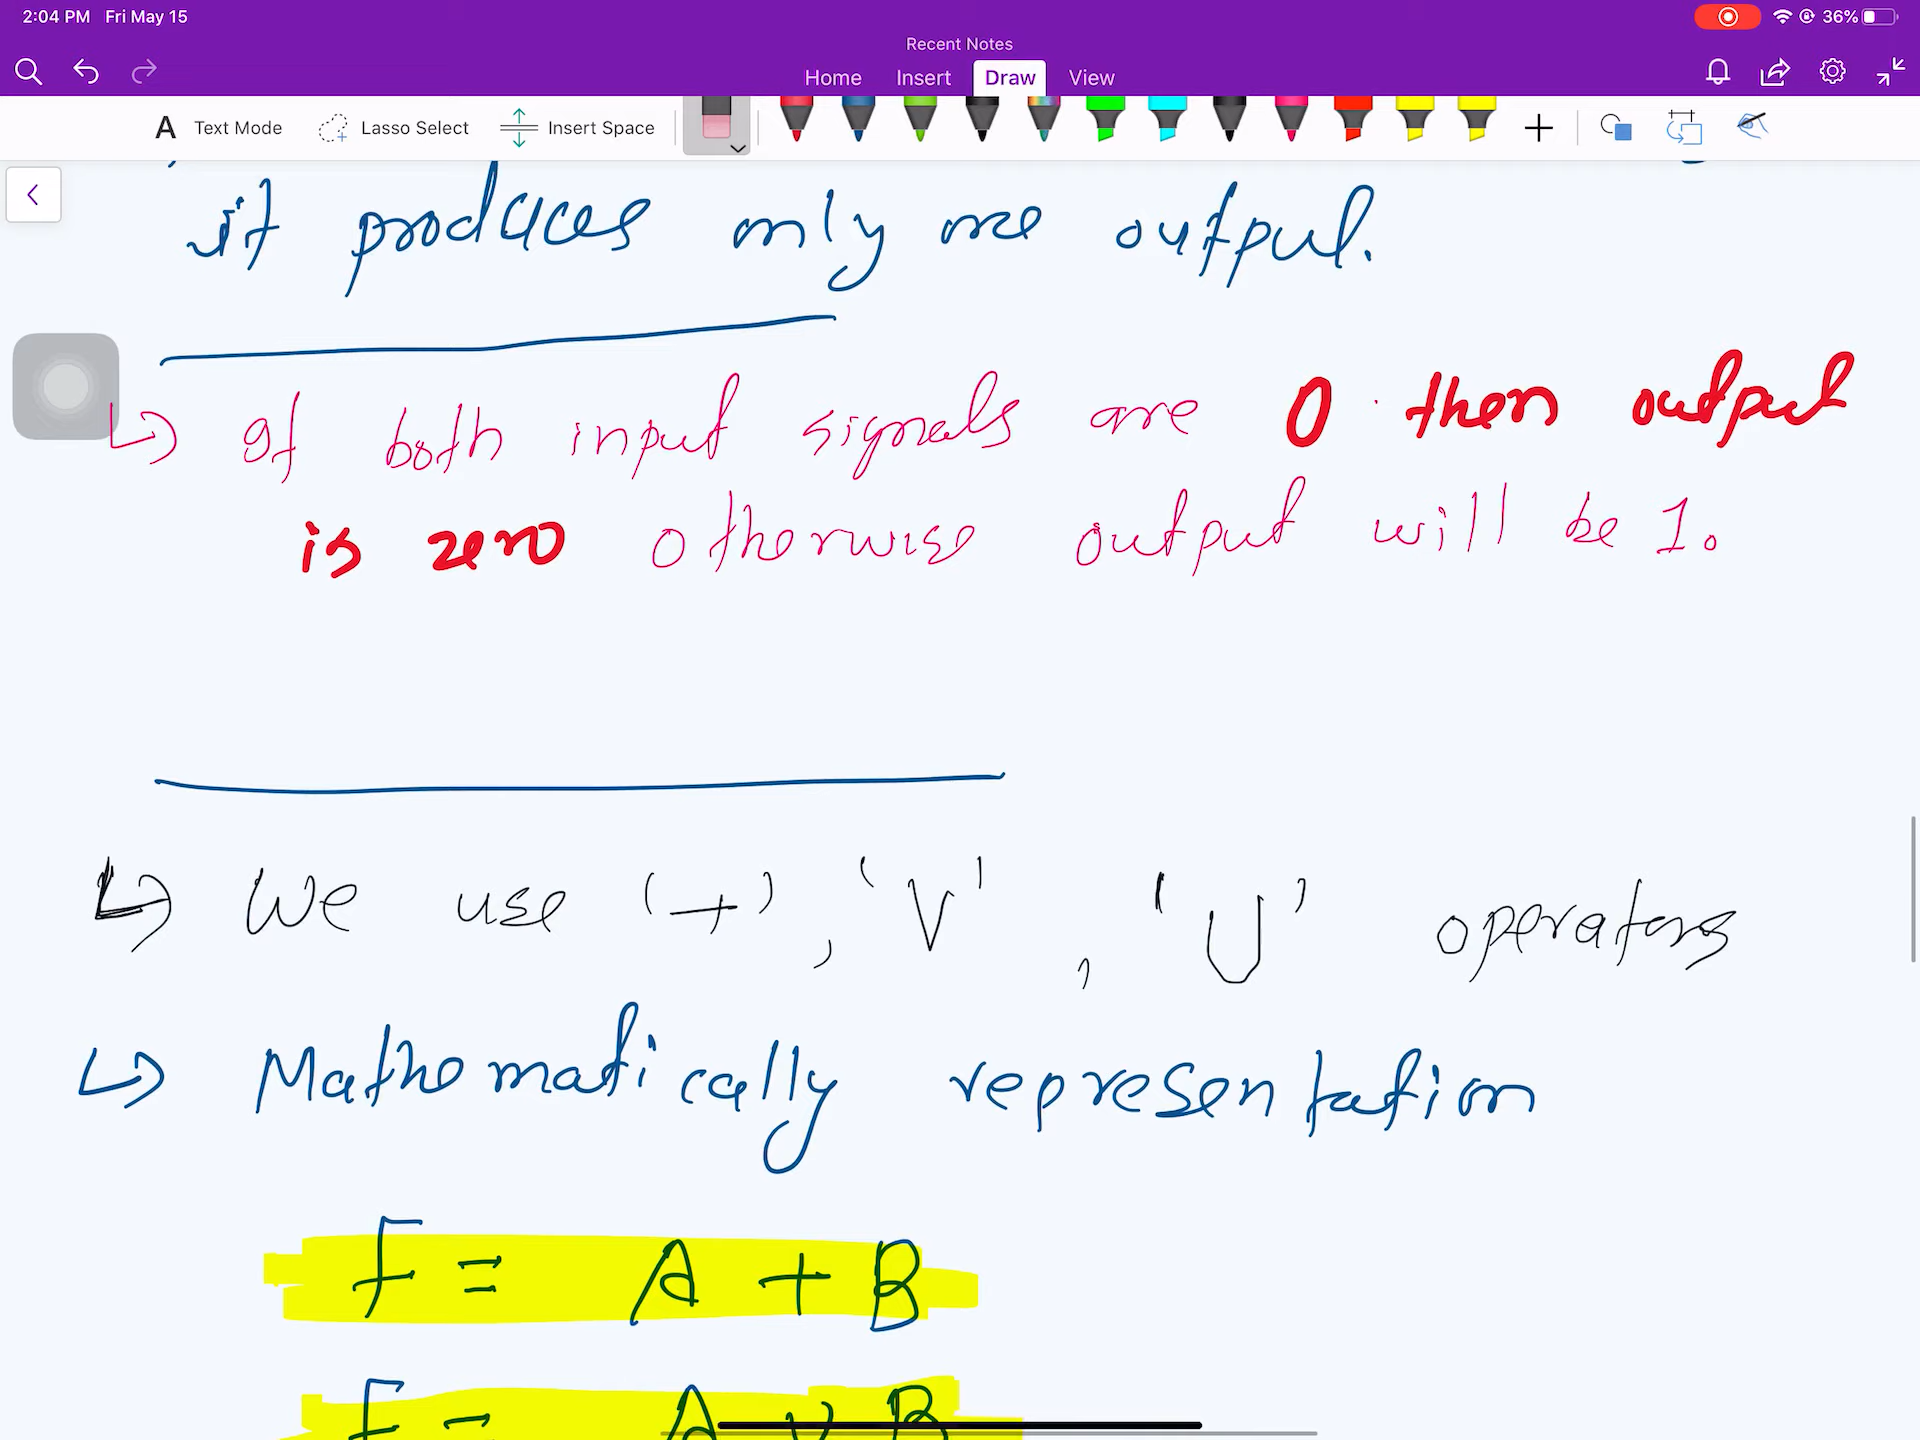 2:04 PM Fri May 15
36%
Recent Notes
Home Insert Draw View
A Text Mode Lasso Select Insert Space
it produces only one output.
↳ If both input signals are 0 then output
is zero otherwise output will be 1.
↳ We use '+', 'V', 'U' operators
↳ Mathematically representation
F = A + B
F = A V B